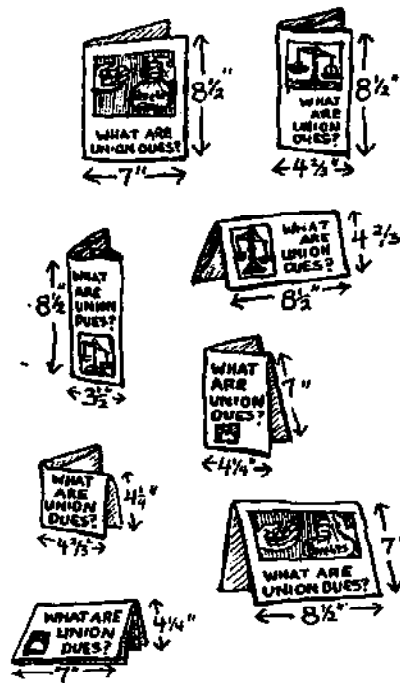 WHAT ARE
UNION DUES?
8½"
7"
WHAT
ARE
UNION
DUES?
8½"
4⅔"
WHAT
ARE
UNION
DUES?
8½"
3½"
WHAT
ARE
UNION
DUES?
4⅔
8½"
WHAT
ARE
UNION
DUES?
7"
4¼"
WHAT
ARE
UNION
DUES?
4¼"
4⅔"
WHAT ARE
UNION DUES?
7"
8½"
WHAT ARE
UNION
DUES?
4¼"
7"